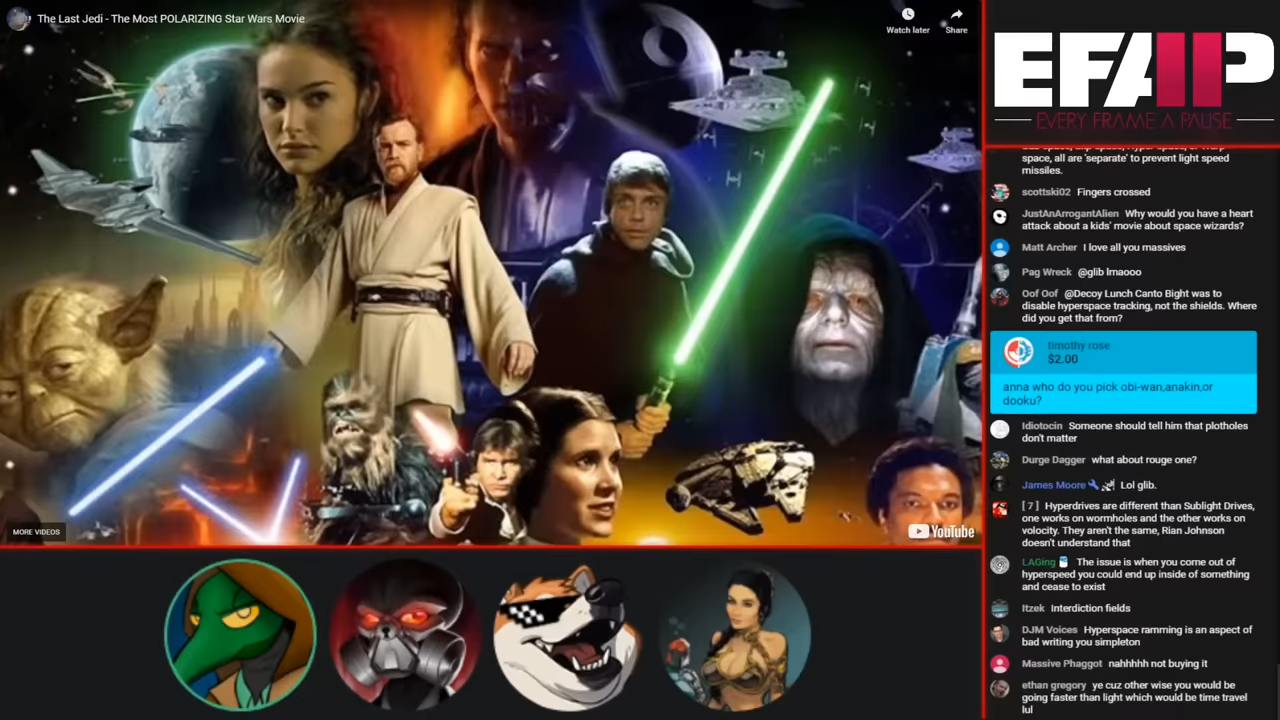 The Last Jedi - The Most POLARIZING Star Wars Movie
Watch later
Share
MORE VIDEOS
YouTube
EFAP
EVERY FRAME A PAUSE
space, all are 'separate' to prevent light speed
missiles.
scottski02 Fingers crossed
JustAnArrogantAlien Why would you have a heart
attack about a kids' movie about space wizards?
Matt Archer I love all you massives
Pag Wreck @glib lmaooo
Oof Oof @Decoy Lunch Canto Bight was to
disable hyperspace tracking, not the shields. Where
did you get that from?
timothy rose
$2.00
anna who do you pick obi-wan,anakin,or
dooku?
Idiotocin Someone should tell him that plotholes
don't matter
Durge Dagger what about rouge one?
James Moore Lol glib.
[ 7 ] Hyperdrives are different than Sublight Drives,
one works on wormholes and the other works on
volocity. They aren't the same, Rian Johnson
doesn't understand that
LAGing The issue is when you come out of
hyperspeed you could end up inside of something
and cease to exist
Itzek Interdiction fields
DJM Voices Hyperspace ramming is an aspect of
bad writing you simpleton
Massive Phaggot nahhhhh not buying it
ethan gregory ye cuz other wise you would be
going faster than light which would be time travel
lul